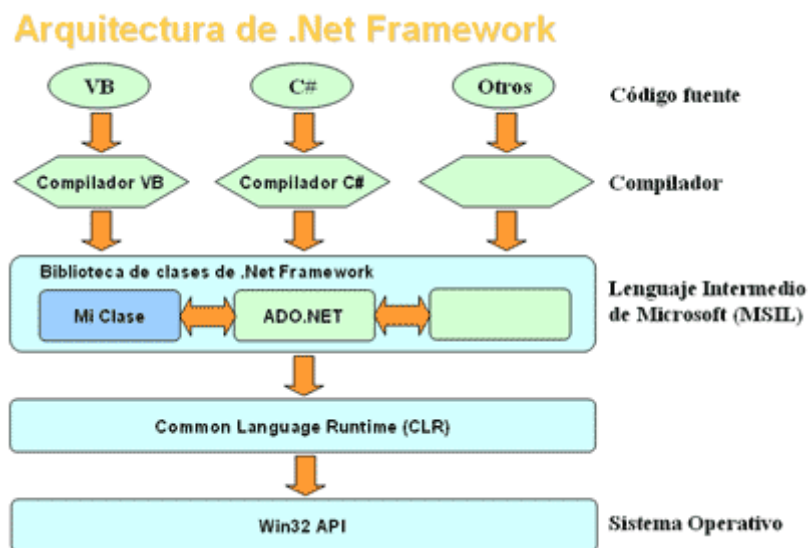 Arquitectura de .Net Framework
VB
C#
Otros
Código fuente
Compilador VB
Compilador C#
Compilador
Biblioteca de clases de .Net Framework
Mi Clase
ADO.NET
Lenguaje Intermedio
de Microsoft (MSIL)
Common Language Runtime (CLR)
Win32 API
Sistema Operativo